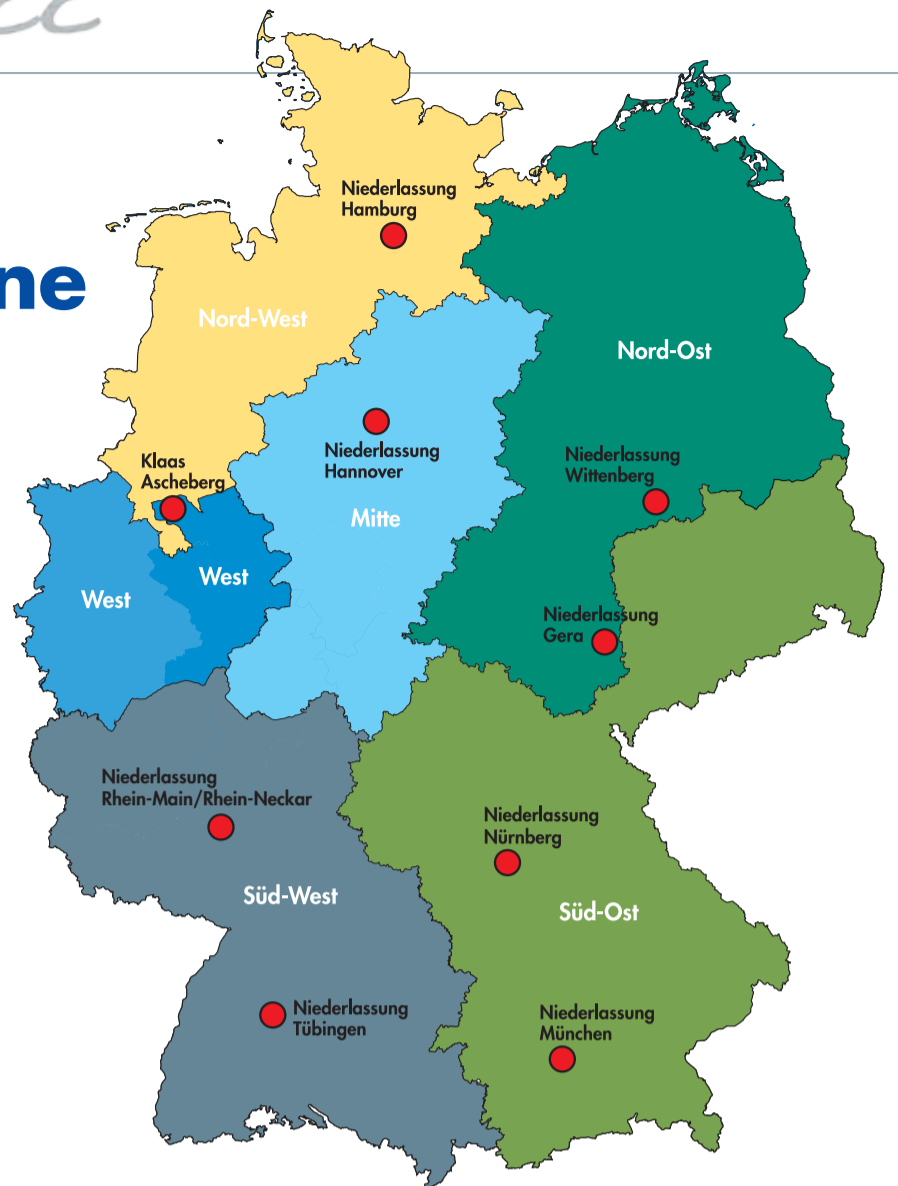 ne
Niederlassung
Hamburg
Nord-West
Nord-Ost
Klaas
Ascheberg
Niederlassung
Hannover
Niederlassung
Wittenberg
Mitte
West
West
Niederlassung
Gera
Niederlassung
Rhein-Main/Rhein-Neckar
Niederlassung
Nürnberg
Süd-West
Süd-Ost
Niederlassung
Tübingen
Niederlassung
München